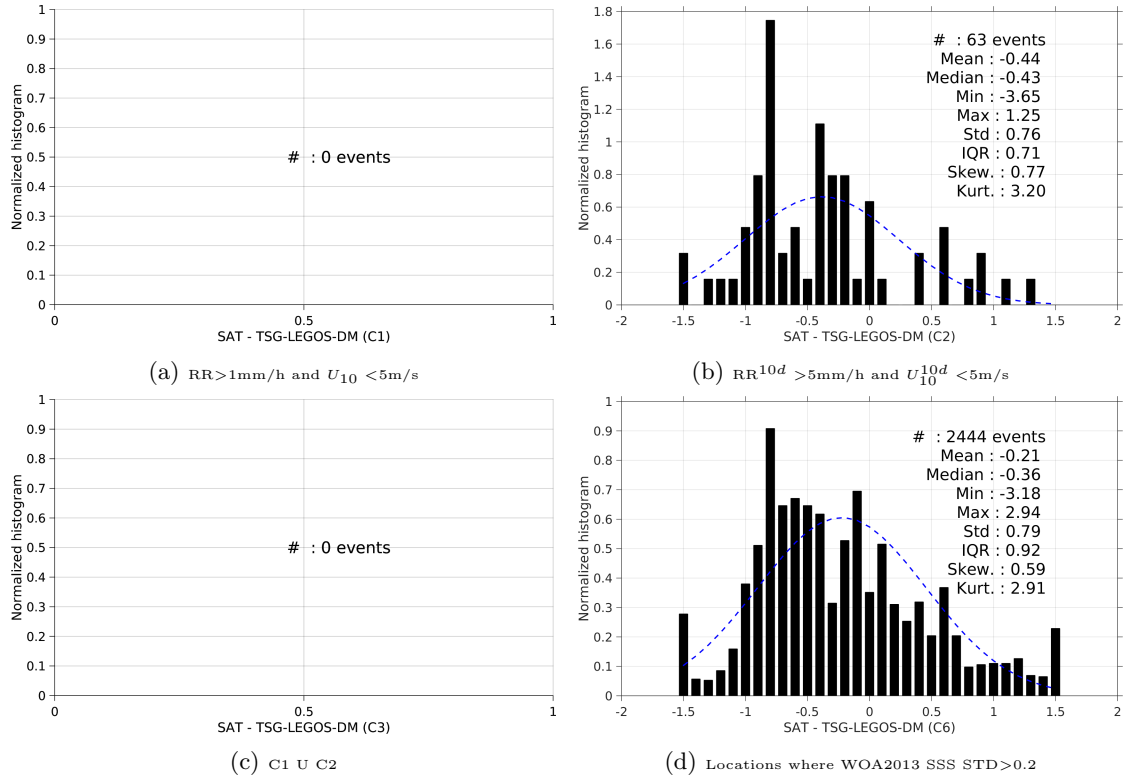 1
0.9
0.8
0.7
0.6
0.5
0.4
0.3
0.2
0.1
0
Normalized histogram
# : 0 events
0 0.5 1
SAT - TSG-LEGOS-DM (C1)
(a) RR>1mm/h and U10 <5m/s
1.8
1.6
1.4
1.2
1
0.8
0.6
0.4
0.2
0
Normalized histogram
# : 63 events
Mean : -0.44
Median : -0.43
Min : -3.65
Max : 1.25
Std : 0.76
IQR : 0.71
Skew. : 0.77
Kurt. : 3.20
-2 -1.5 -1 -0.5 0 0.5 1 1.5 2
SAT - TSG-LEGOS-DM (C2)
(b) RR^10d >5mm/h and U_10^10d <5m/s
1
0.9
0.8
0.7
0.6
0.5
0.4
0.3
0.2
0.1
0
Normalized histogram
# : 0 events
0 0.5 1
SAT - TSG-LEGOS-DM (C3)
(c) C1 U C2
1
0.9
0.8
0.7
0.6
0.5
0.4
0.3
0.2
0.1
0
Normalized histogram
# : 2444 events
Mean : -0.21
Median : -0.36
Min : -3.18
Max : 2.94
Std : 0.79
IQR : 0.92
Skew. : 0.59
Kurt. : 2.91
-2 -1.5 -1 -0.5 0 0.5 1 1.5 2
SAT - TSG-LEGOS-DM (C6)
(d) Locations where WOA2013 SSS STD>0.2